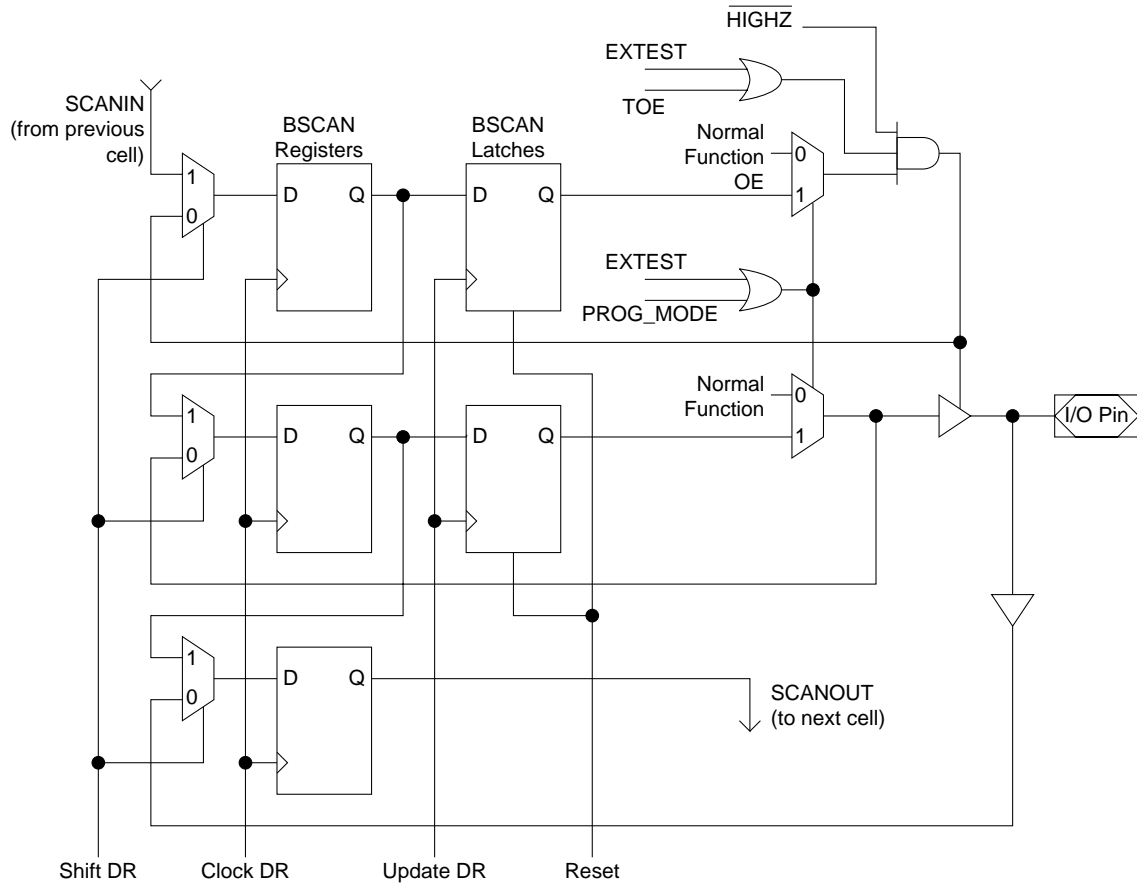 HIGHZ
EXTEST
TOE
SCANIN
(from previous
cell)
BSCAN
Registers
BSCAN
Latches
Normal
Function
OE
0
1
1
0
D
Q
D
Q
EXTEST
PROG_MODE
Normal
Function
0
1
I/O Pin
1
0
D
Q
D
Q
1
0
D
Q
SCANOUT
(to next cell)
Shift DR
Clock DR
Update DR
Reset